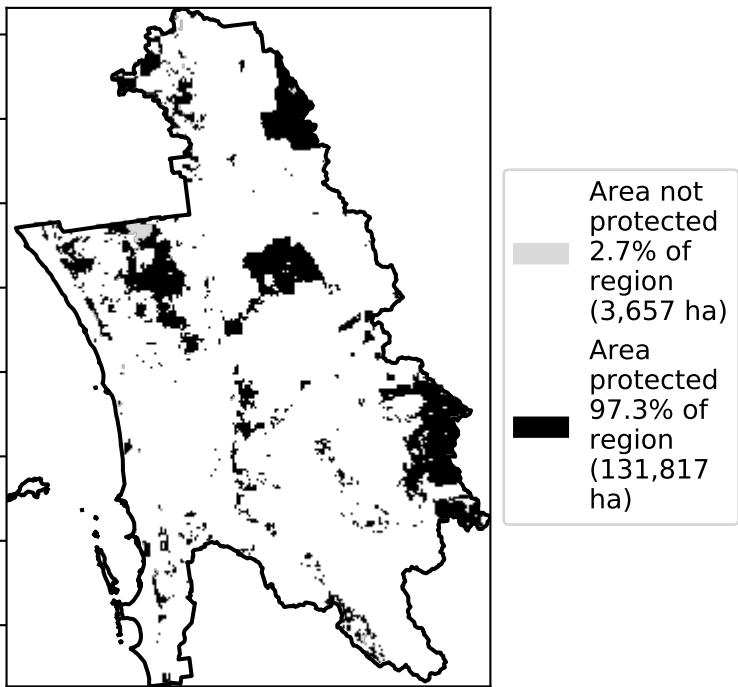 Area not
protected
2.7% of
region
(3,657 ha)
Area
protected
97.3% of
region
(131,817
ha)